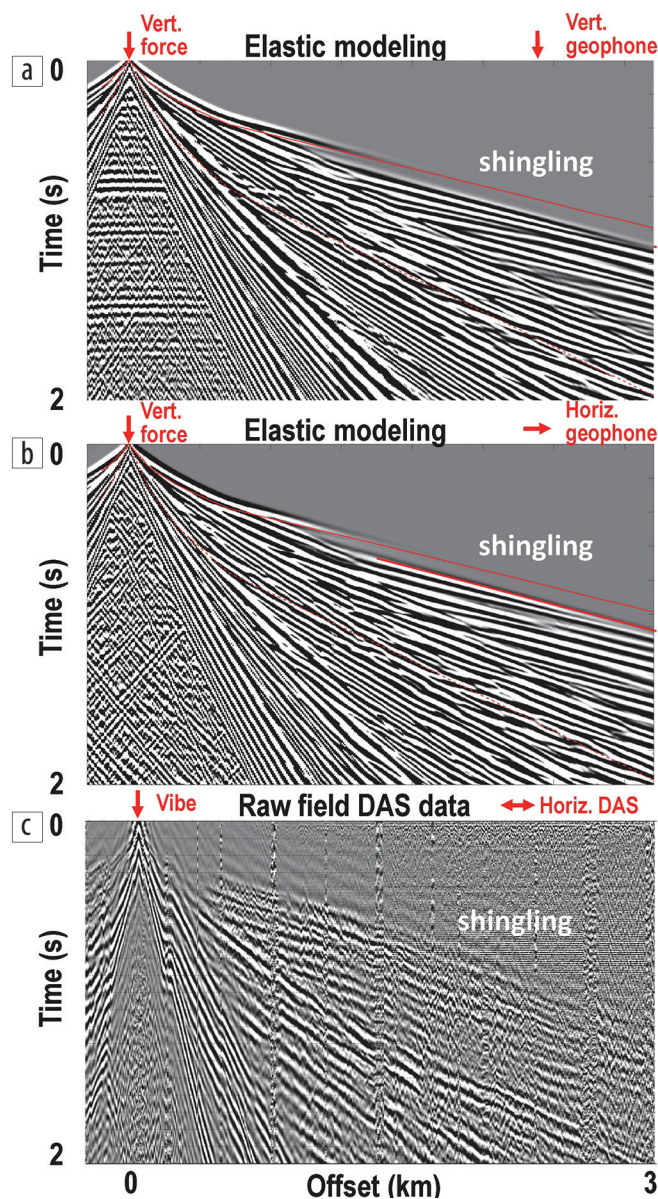 Vert.
force
Elastic modeling
Vert.
geophone
a
0
shingling
Time (s)
2
Vert.
force
Elastic modeling
Horiz.
geophone
b
0
shingling
Time (s)
2
Vibe
Raw field DAS data
Horiz. DAS
c
0
shingling
Time (s)
2
0
Offset (km)
3